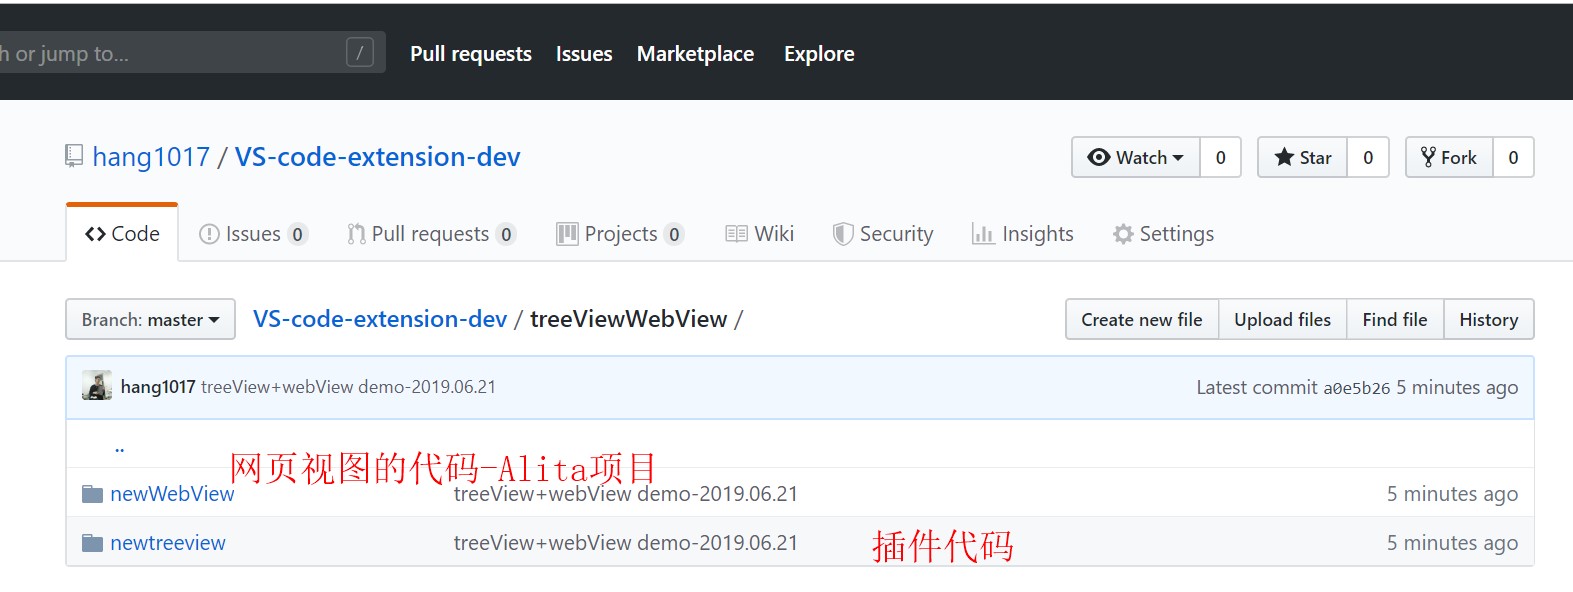 h or jump to... /
Pull requests Issues Marketplace Explore
hang1017 / VS-code-extension-dev
Watch 0 Star 0 Fork 0
Code Issues 0 Pull requests 0 Projects 0 Wiki Security Insights Settings
Branch: master VS-code-extension-dev / treeViewWebView /
Create new file Upload files Find file History
hang1017 treeView+webView demo-2019.06.21 Latest commit a0e5b26 5 minutes ago
..
网页视图的代码-Alita项目
newWebView treeView+webView demo-2019.06.21 5 minutes ago
newtreeview treeView+webView demo-2019.06.21 插件代码 5 minutes ago